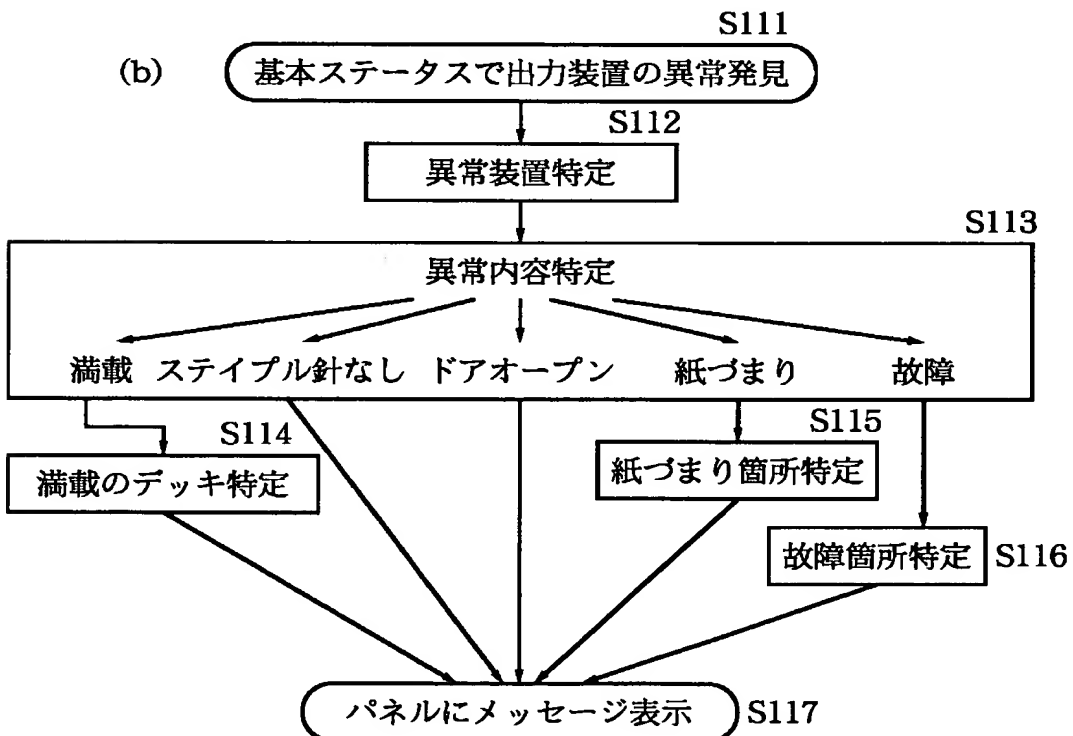 S111
(b) 基本ステータスで出力装置の異常発見
S112
異常装置特定
S113
異常内容特定
満載 ステイプル針なし ドアオープン 紙づまり 故障
S114
満載のデッキ特定
S115
紙づまり箇所特定
故障箇所特定 S116
パネルにメッセージ表示 S117